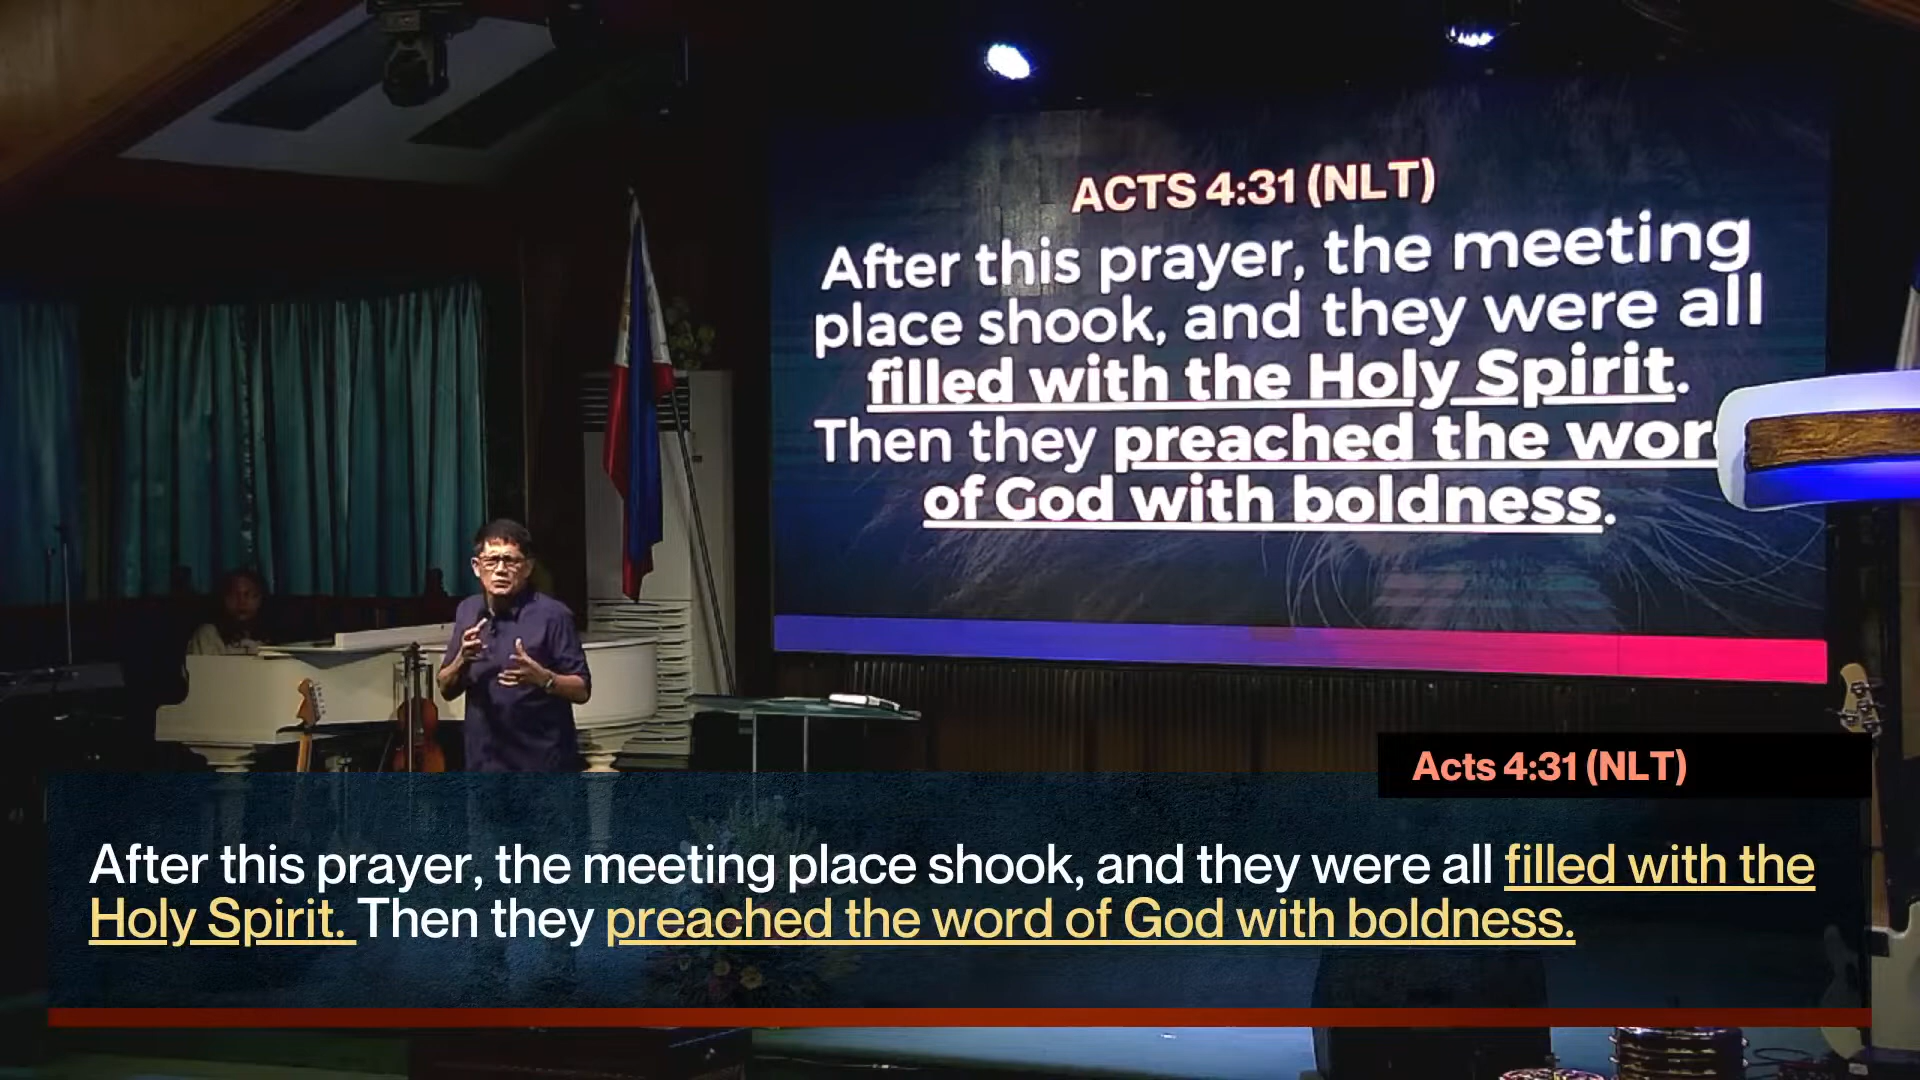 ACTS 4:31 (NLT)
After this prayer, the meeting
place shook, and they were all
filled with the Holy Spirit.
Then they preached the wor
of God with boldness.
Acts 4:31 (NLT)
After this prayer, the meeting place shook, and they were all filled with the
Holy Spirit. Then they preached the word of God with boldness.